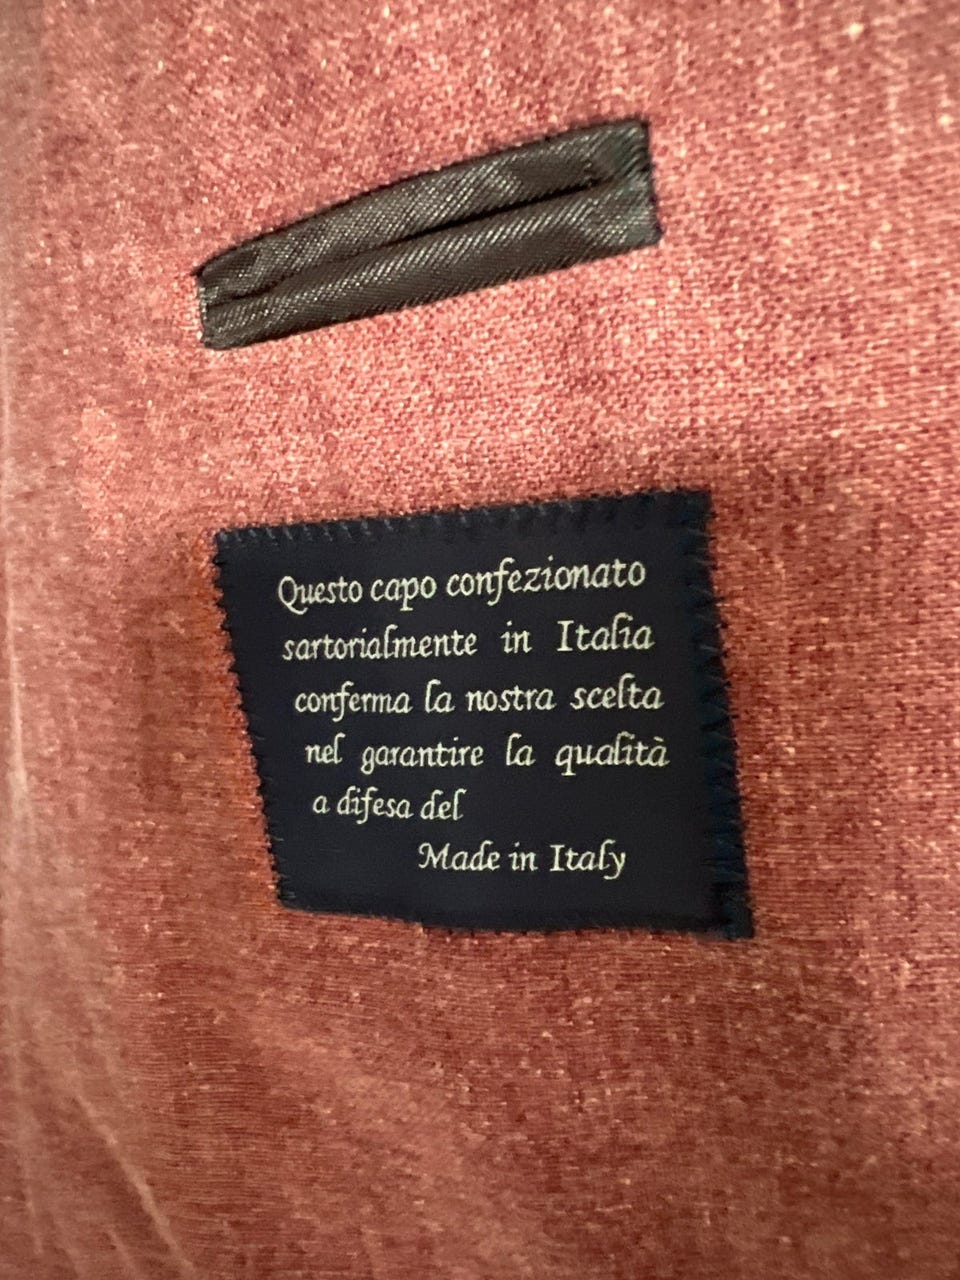 Questo capo confezionato
sartorialmente in Italia
conferma la nostra scelta
nel garantire la qualità
a difesa del
Made in Italy